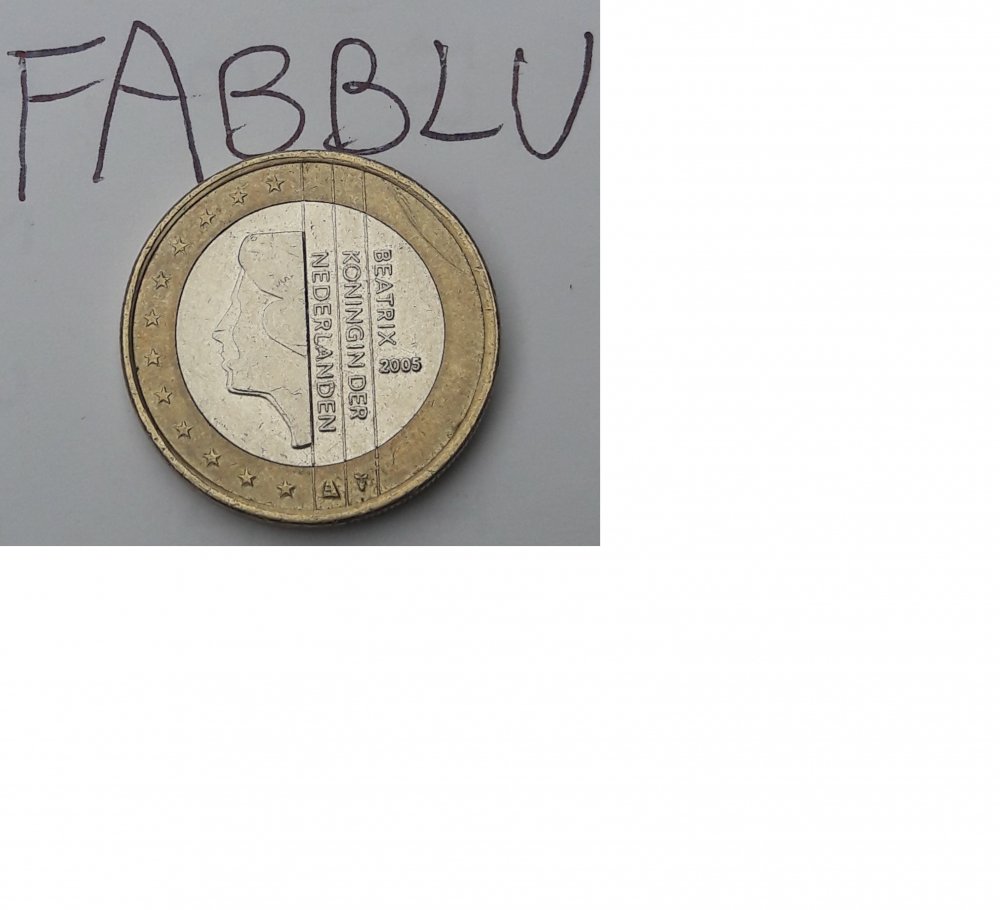 FABBLU
BEATRIX
KONINGIN DER
NEDERLANDEN
2005